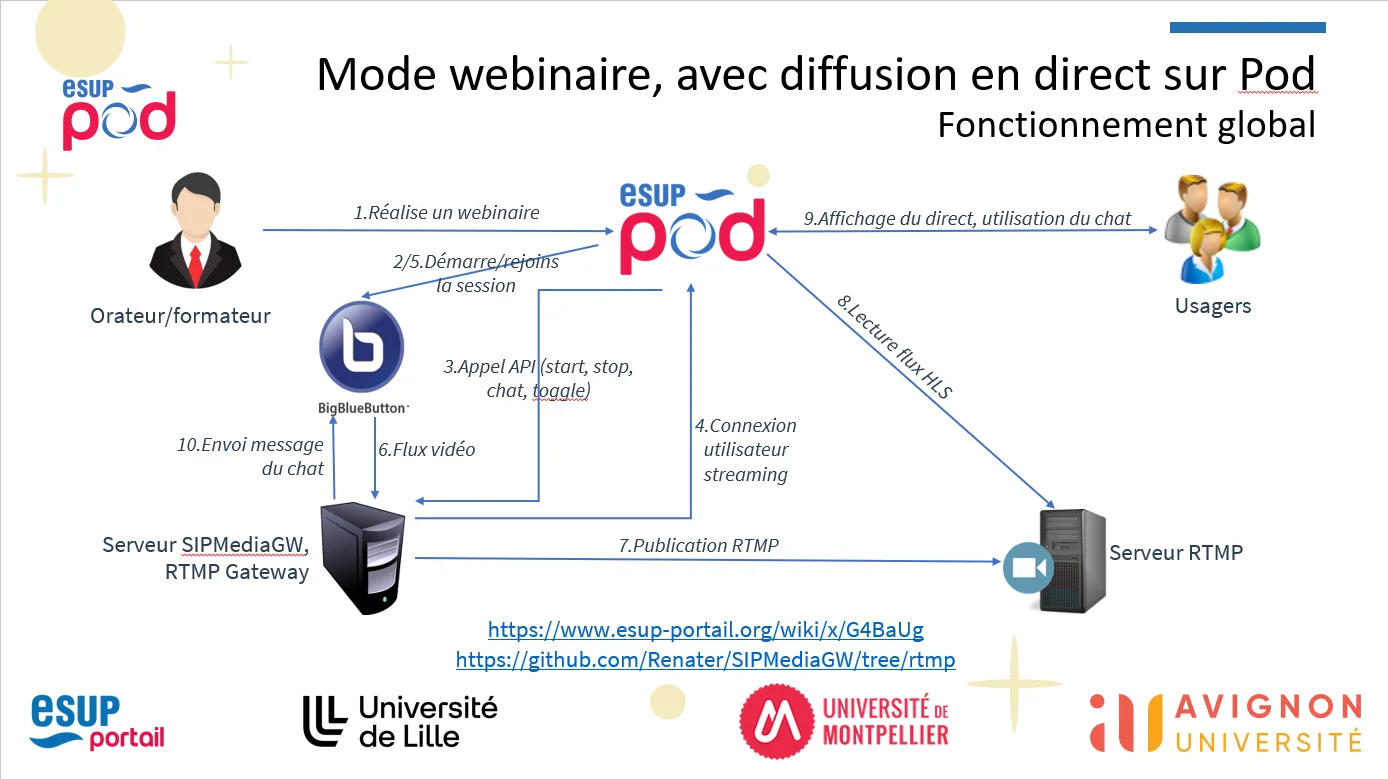 Mode webinaire, avec diffusion en direct sur Pod
Fonctionnement global
esup
pod
1.Réalise un webinaire
esup
pod
9.Affichage du direct, utilisation du chat
2/5.Démarre/rejoins
la session
Orateur/formateur
Usagers
8.Lecture flux HLS
3.Appel API (start, stop,
chat, toggle)
b
BigBlueButton
4.Connexion
utilisateur
streaming
10.Envoi message
du chat
6.Flux vidéo
Serveur SIPMediaGW,
RTMP Gateway
7.Publication RTMP
Serveur RTMP
https://www.esup-portail.org/wiki/x/G4BaUg
https://github.com/Renater/SIPMediaGW/tree/rtmp
esup
portail
Université
de Lille
UNIVERSITÉ DE
MONTPELLIER
AVIGNON
UNIVERSITÉ